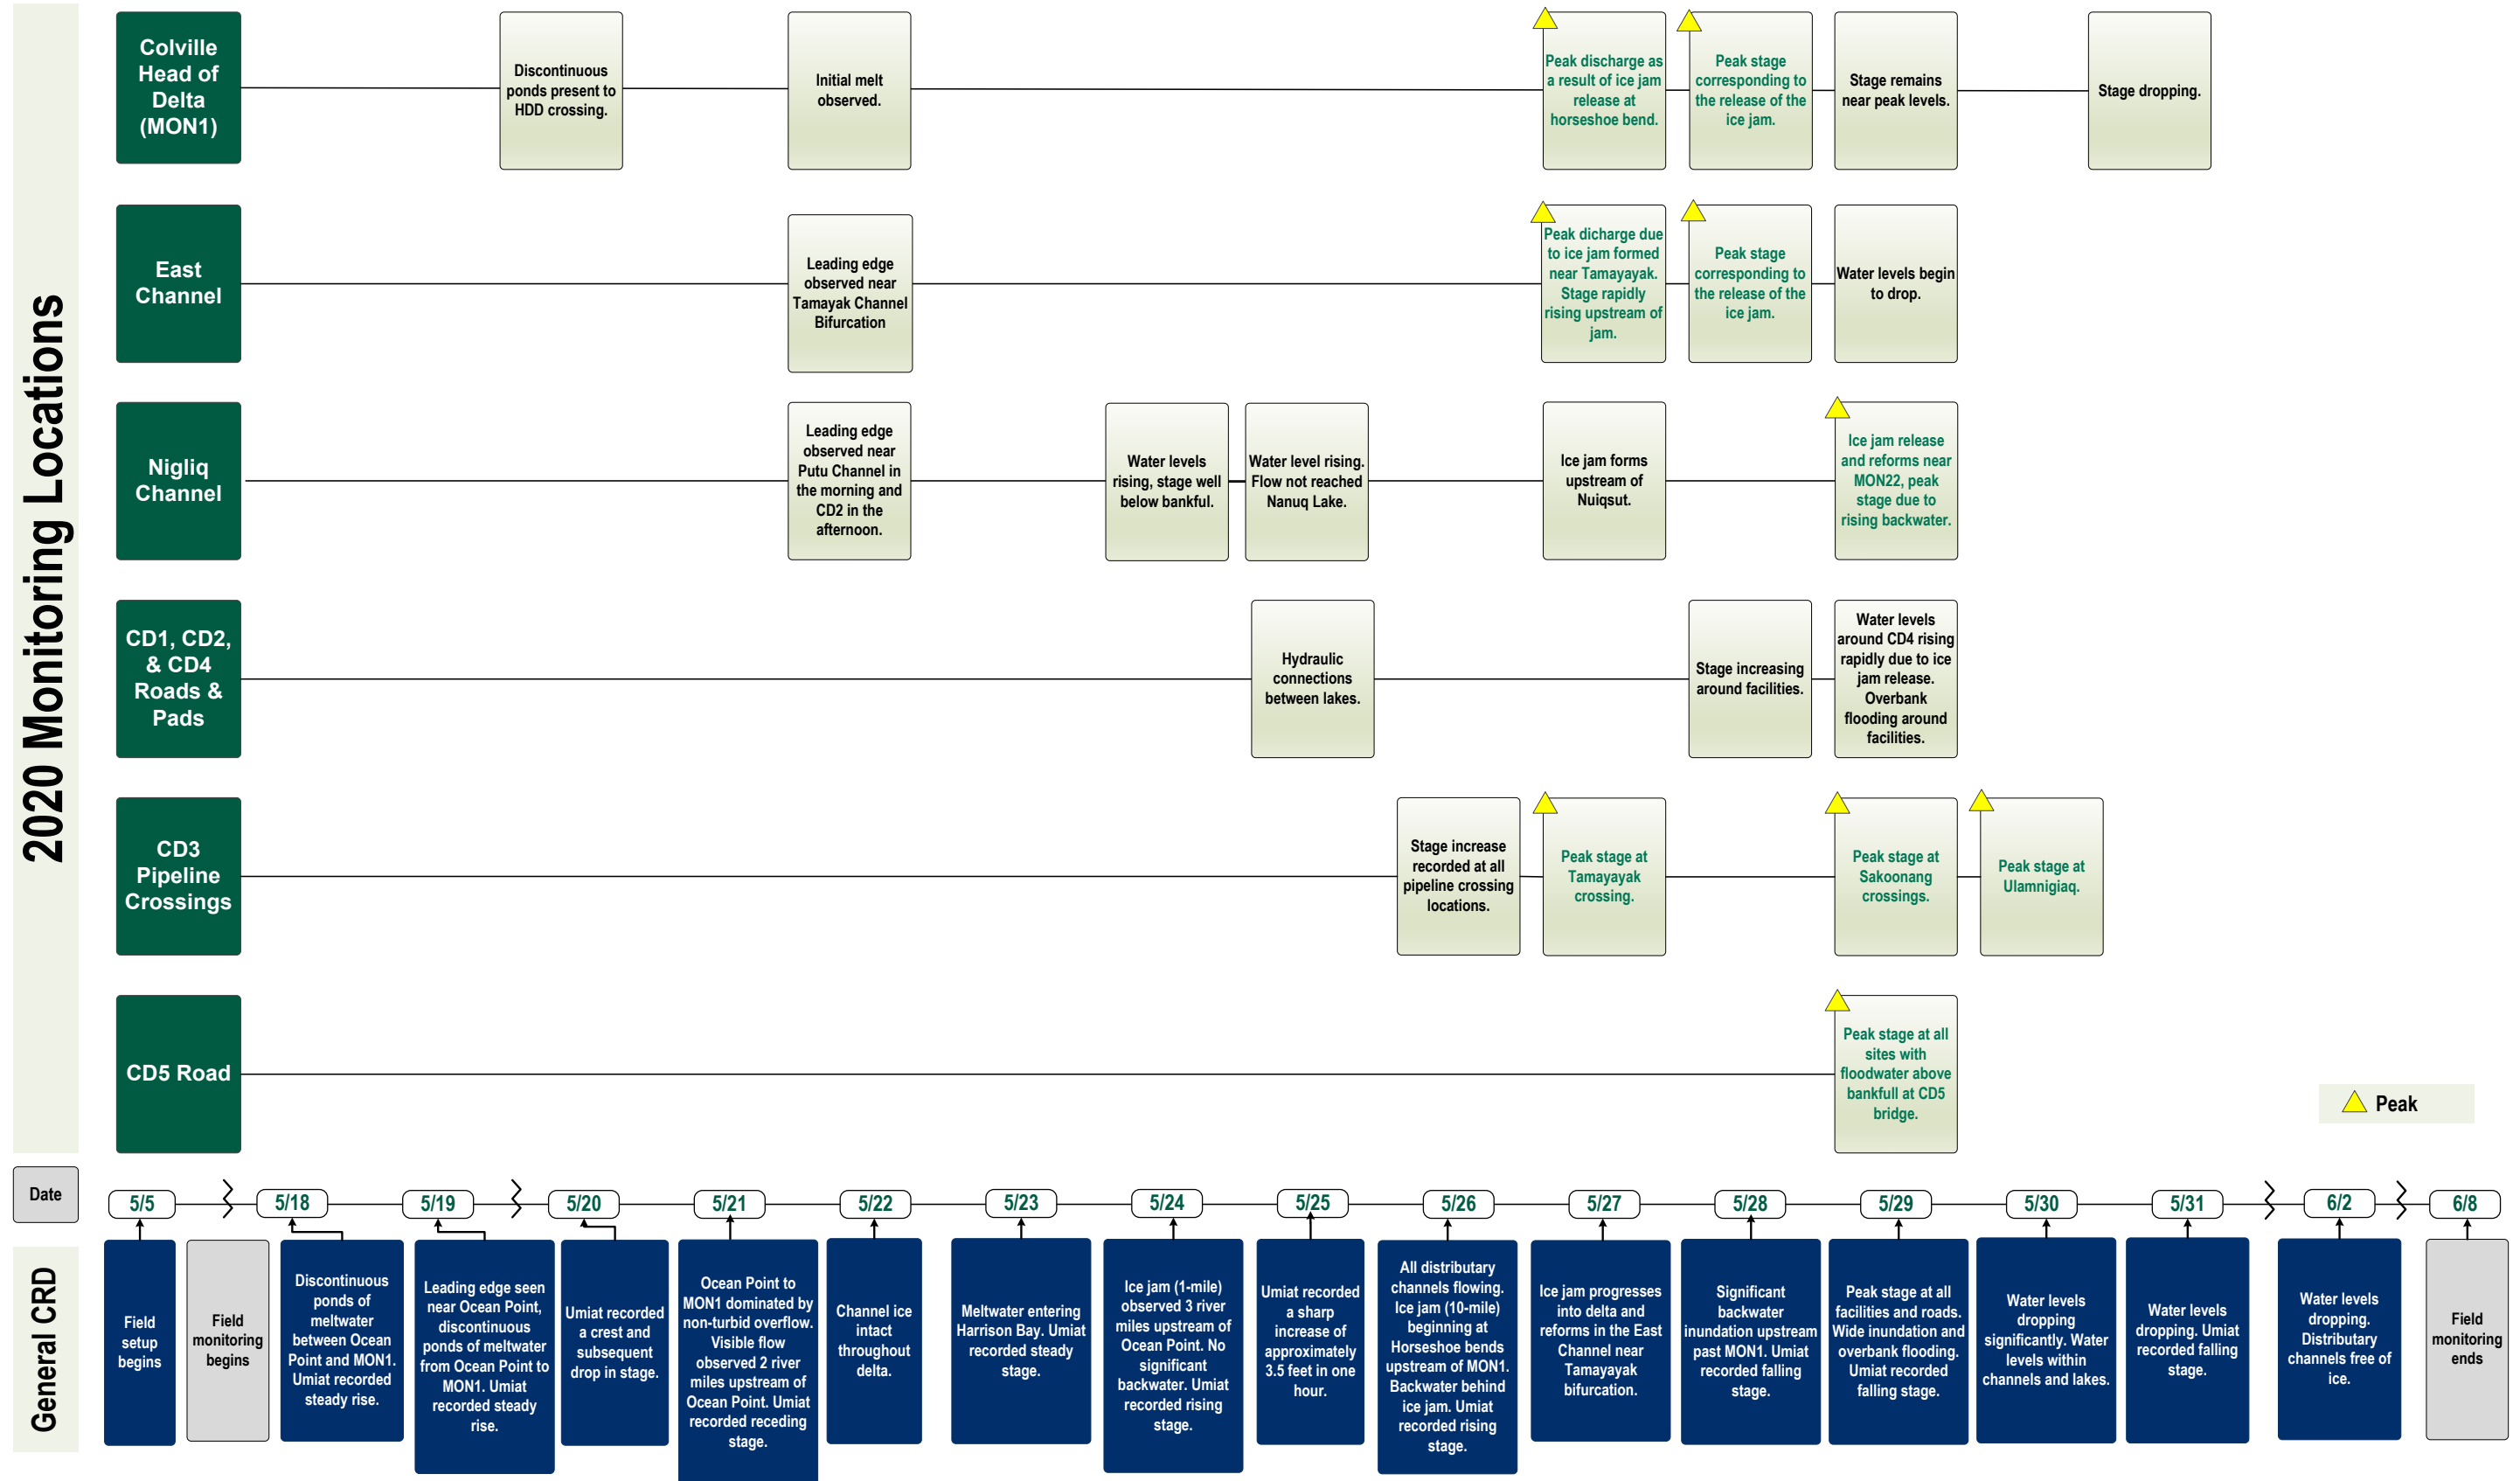 2020 Monitoring Locations
Colville
Head of
Delta
(MON1)
Discontinuous
ponds present to
HDD crossing.
Initial melt
observed.
Peak discharge as
a result of ice jam
release at
horseshoe bend.
Peak stage
corresponding to
the release of the
ice jam.
Stage remains
near peak levels.
Stage dropping.
East
Channel
Leading edge
observed near
Tamayak Channel
Bifurcation
Peak dicharge due
to ice jam formed
near Tamayayak.
Stage rapidly
rising upstream of
jam.
Peak stage
corresponding to
the release of the
ice jam.
Water levels begin
to drop.
Nigliq
Channel
Leading edge
observed near
Putu Channel in
the morning and
CD2 in the
afternoon.
Water levels
rising, stage well
below bankful.
Water level rising.
Flow not reached
Nanuq Lake.
Ice jam forms
upstream of
Nuiqsut.
Ice jam release
and reforms near
MON22, peak
stage due to
rising backwater.
CD1, CD2,
& CD4
Roads &
Pads
Hydraulic
connections
between lakes.
Stage increasing
around facilities.
Water levels
around CD4 rising
rapidly due to ice
jam release.
Overbank
flooding around
facilities.
CD3
Pipeline
Crossings
Stage increase
recorded at all
pipeline crossing
locations.
Peak stage at
Tamayayak
crossing.
Peak stage at
Sakoonang
crossings.
Peak stage at
Ulamnigiaq.
CD5 Road
Peak stage at all
sites with
floodwater above
bankfull at CD5
bridge.
Peak
Date
5/5
5/18
5/19
5/20
5/21
5/22
5/23
5/24
5/25
5/26
5/27
5/28
5/29
5/30
5/31
6/2
6/8
General CRD
Field
setup
begins
Field
monitoring
begins
Discontinuous
ponds of
meltwater
between Ocean
Point and MON1.
Umiat recorded
steady rise.
Leading edge seen
near Ocean Point,
discontinuous
ponds of meltwater
from Ocean Point to
MON1. Umiat
recorded steady
rise.
Umiat recorded
a crest and
subsequent
drop in stage.
Ocean Point to
MON1 dominated by
non-turbid overflow.
Visible flow
observed 2 river
miles upstream of
Ocean Point. Umiat
recorded receding
stage.
Channel ice
intact
throughout
delta.
Meltwater entering
Harrison Bay. Umiat
recorded steady
stage.
Ice jam (1-mile)
observed 3 river
miles upstream of
Ocean Point. No
significant
backwater. Umiat
recorded rising
stage.
Umiat recorded
a sharp
increase of
approximately
3.5 feet in one
hour.
All distributary
channels flowing.
Ice jam (10-mile)
beginning at
Horseshoe bends
upstream of MON1.
Backwater behind
ice jam. Umiat
recorded rising
stage.
Ice jam progresses
into delta and
reforms in the East
Channel near
Tamayayak
bifurcation.
Significant
backwater
inundation upstream
past MON1. Umiat
recorded falling
stage.
Peak stage at all
facilities and roads.
Wide inundation and
overbank flooding.
Umiat recorded
falling stage.
Water levels
dropping
significantly. Water
levels within
channels and lakes.
Water levels
dropping. Umiat
recorded falling
stage.
Water levels
dropping.
Distributary
channels free of
ice.
Field
monitoring
ends